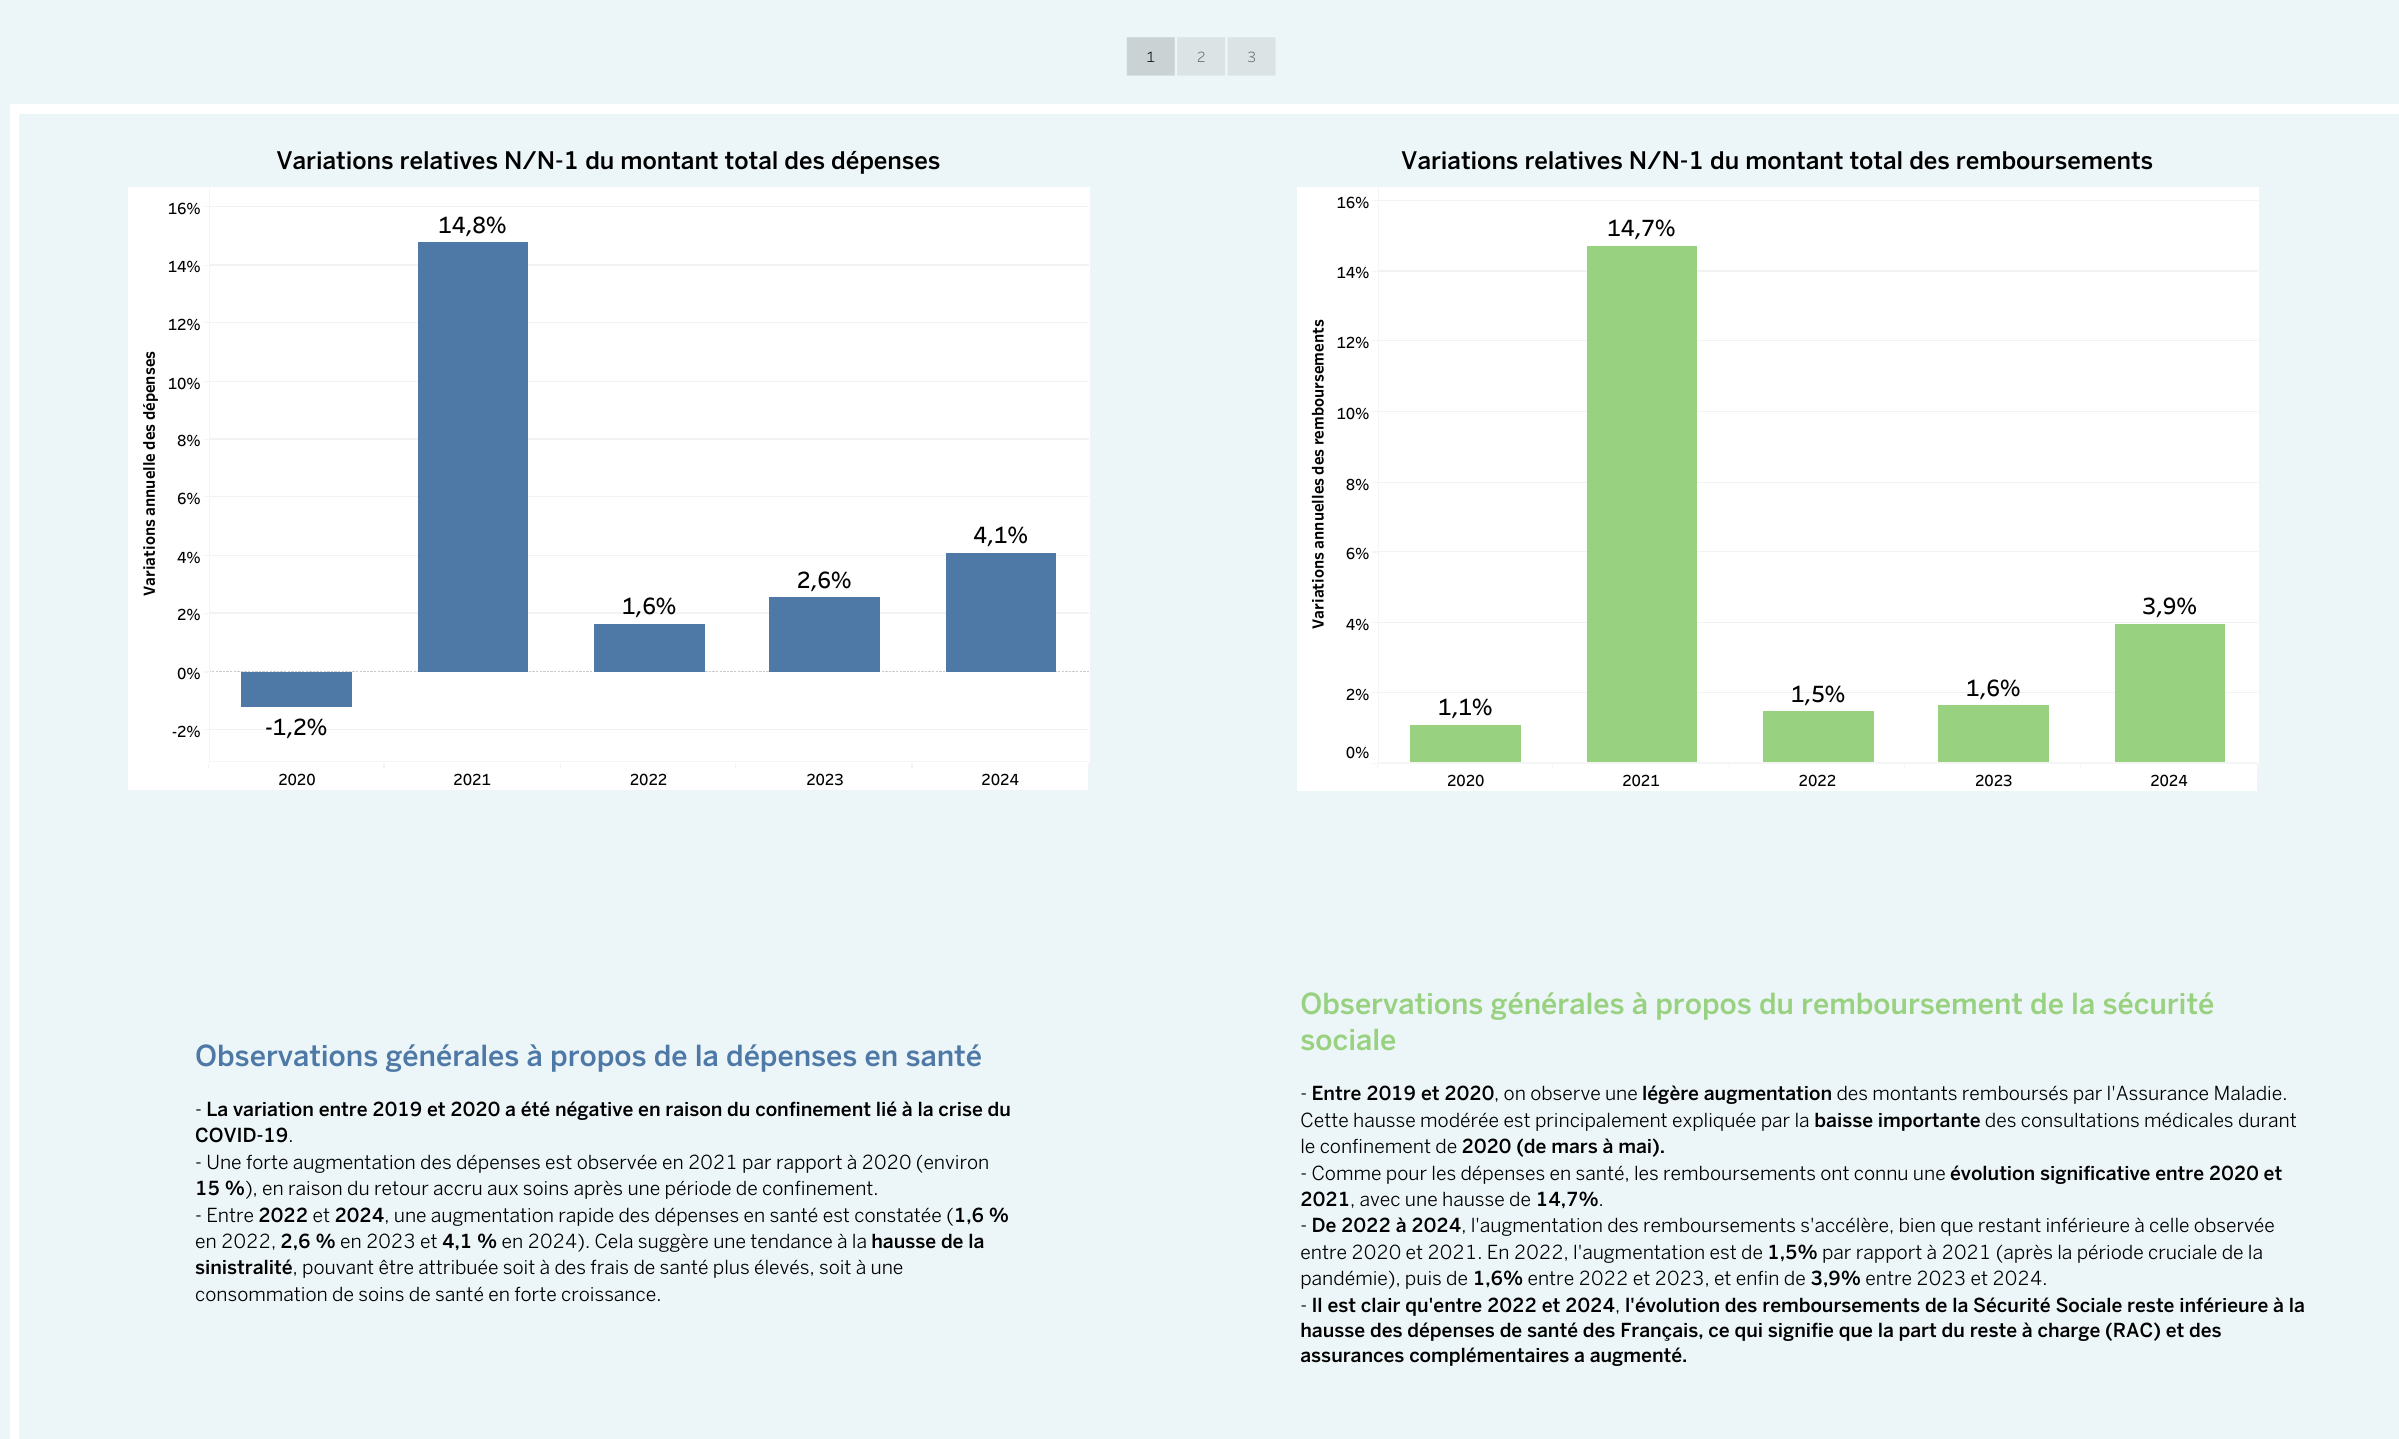 1 2 3
Variations relatives N/N-1 du montant total des dépenses
Variations annuelle des dépenses
16%
14%
12%
10%
8%
6%
4%
2%
0%
-2%
-1,2%
14,8%
1,6%
2,6%
4,1%
2020 2021 2022 2023 2024
Variations relatives N/N-1 du montant total des remboursements
Variations annuelles des remboursements
16%
14%
12%
10%
8%
6%
4%
2%
0%
1,1%
14,7%
1,5%
1,6%
3,9%
2020 2021 2022 2023 2024
Observations générales à propos de la dépenses en santé
- La variation entre 2019 et 2020 a été négative en raison du confinement lié à la crise du
COVID-19.
- Une forte augmentation des dépenses est observée en 2021 par rapport à 2020 (environ
15 %), en raison du retour accru aux soins après une période de confinement.
- Entre 2022 et 2024, une augmentation rapide des dépenses en santé est constatée (1,6 %
en 2022, 2,6 % en 2023 et 4,1 % en 2024). Cela suggère une tendance à la hausse de la
sinistralité, pouvant être attribuée soit à des frais de santé plus élevés, soit à une
consommation de soins de santé en forte croissance.
Observations générales à propos du remboursement de la sécurité
sociale
- Entre 2019 et 2020, on observe une légère augmentation des montants remboursés par l'Assurance Maladie.
Cette hausse modérée est principalement expliquée par la baisse importante des consultations médicales durant
le confinement de 2020 (de mars à mai).
- Comme pour les dépenses en santé, les remboursements ont connu une évolution significative entre 2020 et
2021, avec une hausse de 14,7%.
- De 2022 à 2024, l'augmentation des remboursements s'accélère, bien que restant inférieure à celle observée
entre 2020 et 2021. En 2022, l'augmentation est de 1,5% par rapport à 2021 (après la période cruciale de la
pandémie), puis de 1,6% entre 2022 et 2023, et enfin de 3,9% entre 2023 et 2024.
- Il est clair qu'entre 2022 et 2024, l'évolution des remboursements de la Sécurité Sociale reste inférieure à la
hausse des dépenses de santé des Français, ce qui signifie que la part du reste à charge (RAC) et des
assurances complémentaires a augmenté.